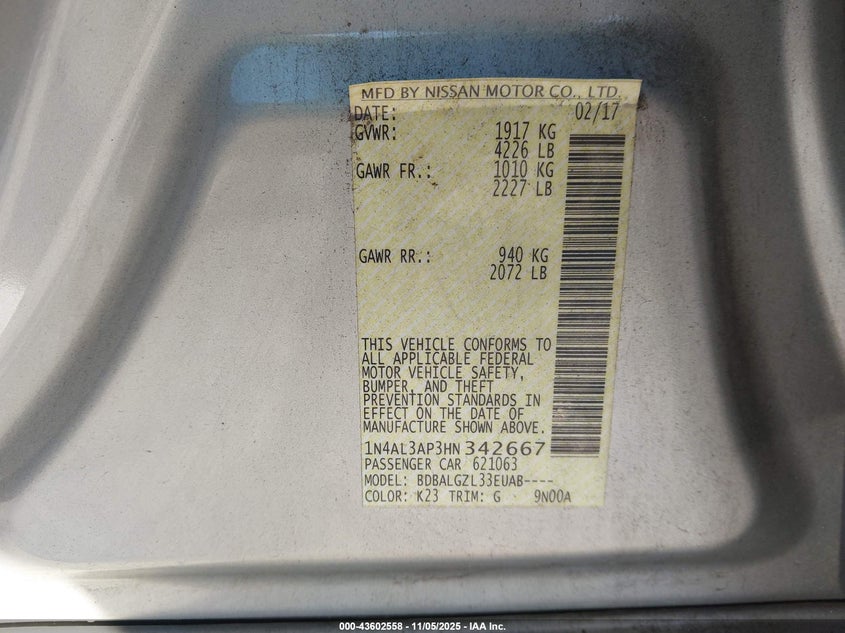 MFD BY NISSAN MOTOR CO., LTD.
DATE: 02/17
GVWR: 1917 KG
4226 LB
GAWR FR.: 1010 KG
2227 LB
GAWR RR.: 940 KG
2072 LB
THIS VEHICLE CONFORMS TO
ALL APPLICABLE FEDERAL
MOTOR VEHICLE SAFETY,
BUMPER, AND THEFT
PREVENTION STANDARDS IN
EFFECT ON THE DATE OF
MANUFACTURE SHOWN ABOVE.
1N4AL3AP3HN342667
PASSENGER CAR 621063
MODEL: BDBALGZL33EUAB----
COLOR: K23 TRIM: G 9N00A
000-43602558 - 11/05/2025 - IAA Inc.